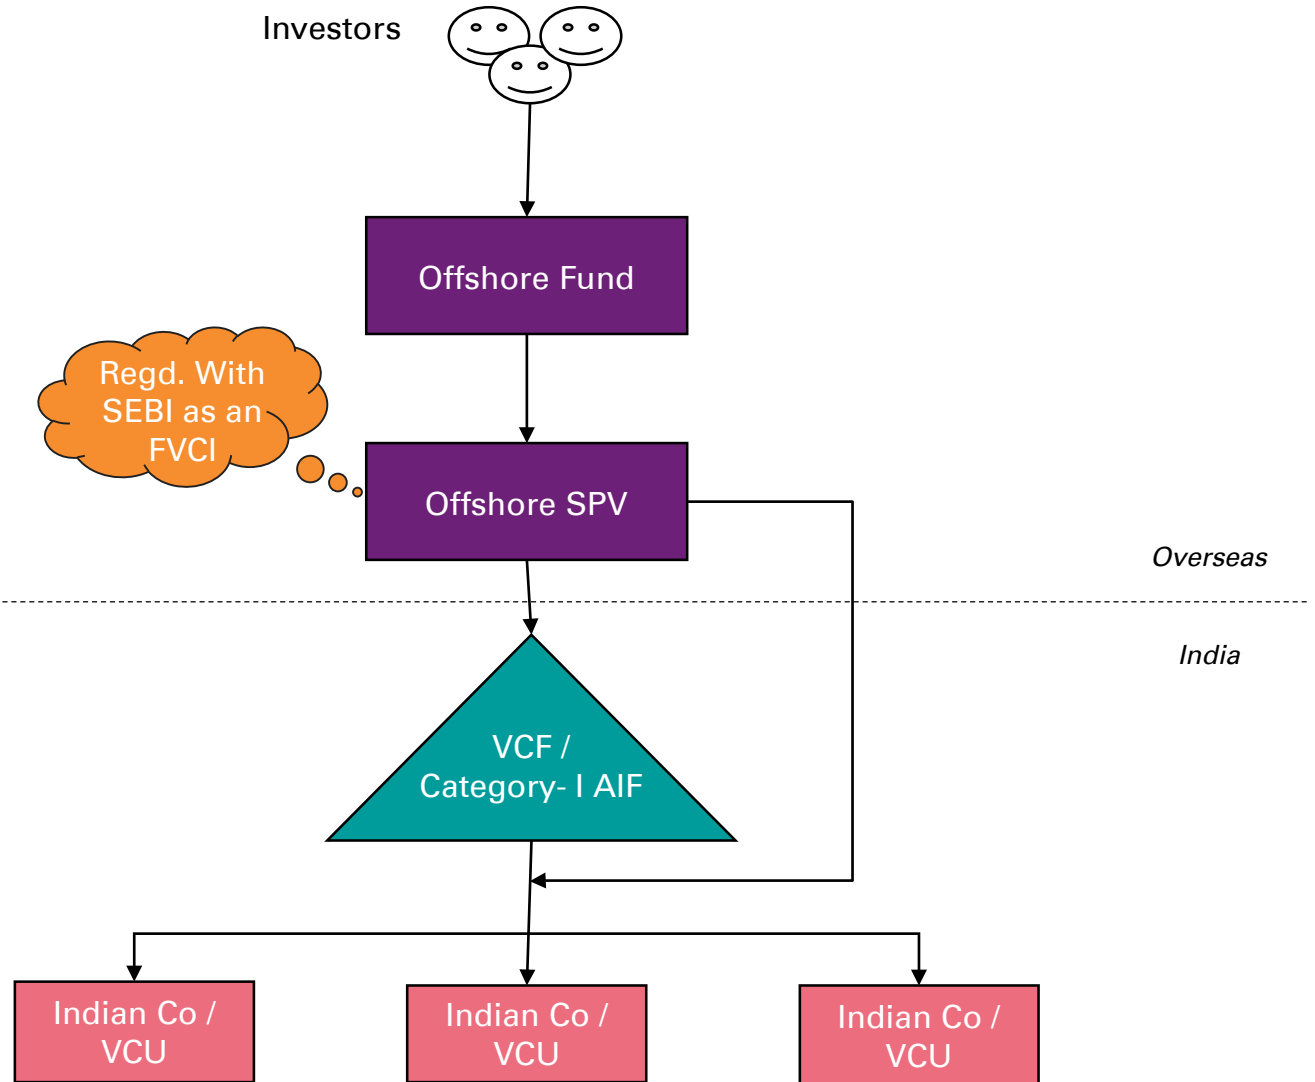 Investors
Offshore Fund
Regd. With
SEBI as an
FVCI
Offshore SPV
Overseas
India
VCF /
Category- I AIF
Indian Co /
VCU
Indian Co /
VCU
Indian Co /
VCU